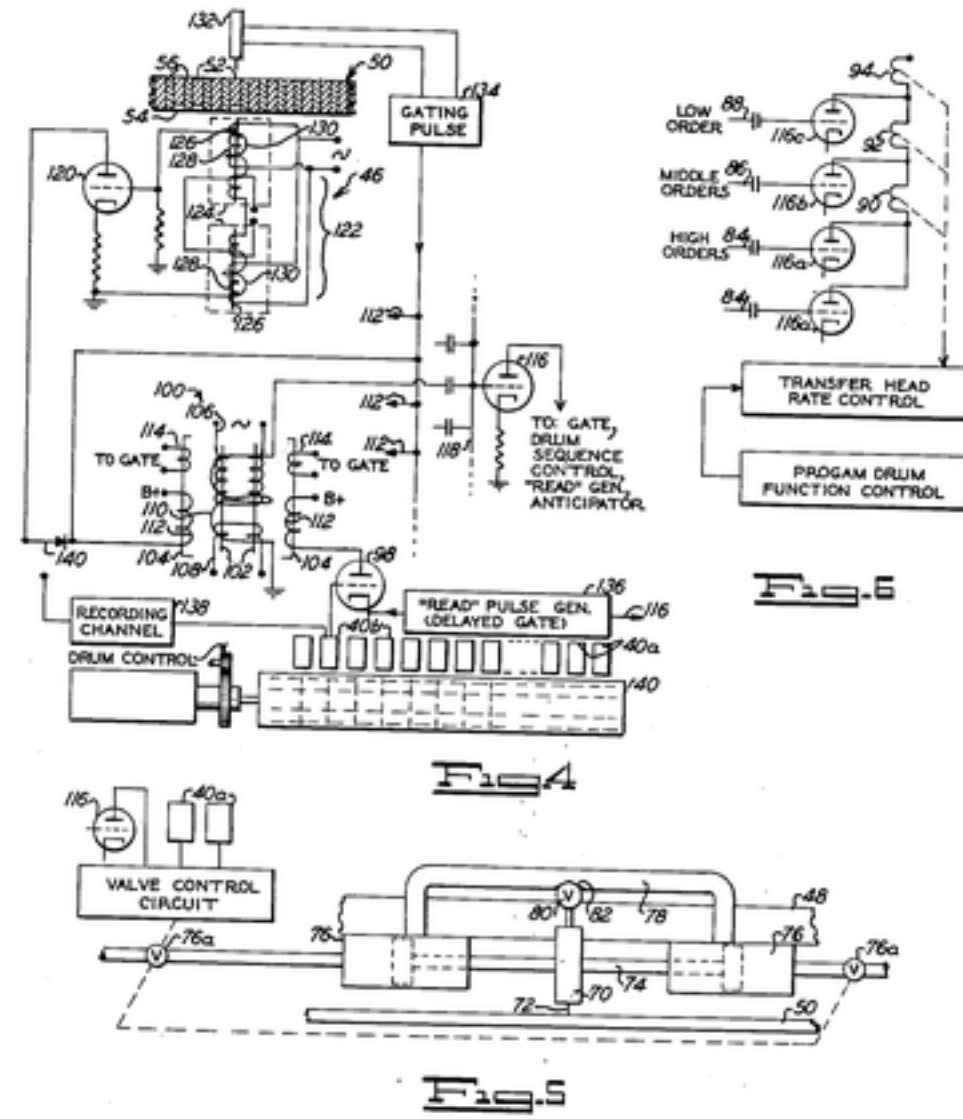 132
56
52
50
134
GATING
PULSE
54
126
128
130
120
46
124
122
128
130
126
112
116
100
106
112
114
114
TO GATE
TO GATE
118
112
B+
B+
110
112
112
104
108
102
104
140
98
TO: GATE,
DRUM
SEQUENCE
CONTROL,
"READ" GEN,
ANTICIPATOR
136
138
RECORDING
CHANNEL
40b
"READ" PULSE GEN.
(DELAYED GATE)
116
40a
DRUM CONTROL
140
Fig.4
94
LOW
ORDER
88
116c
92
MIDDLE
ORDERS
86
116b
90
HIGH
ORDERS
84
116a
84
116a
TRANSFER HEAD
RATE CONTROL
PROGAM DRUM
FUNCTION CONTROL
Fig.6
116
40a
VALVE CONTROL
CIRCUIT
76a
76
80
V
82
78
48
76
76a
V
V
74
70
72
50
Fig.5